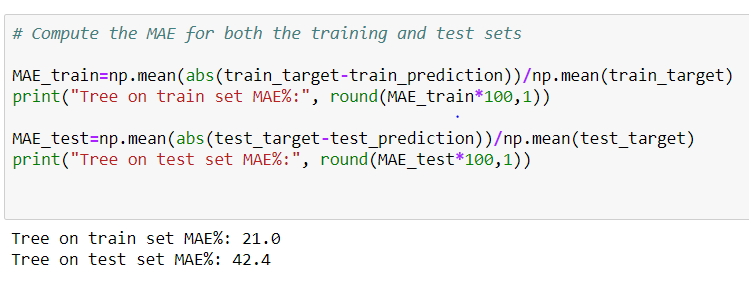 # Compute the MAE for both the training and test sets
MAE_train=np.mean(abs(train_target-train_prediction))/np.mean(train_target)
print("Tree on train set MAE%:", round(MAE_train*100,1))
MAE_test=np.mean(abs(test_target-test_prediction))/np.mean(test_target)
print("Tree on test set MAE%:", round(MAE_test*100,1))
Tree on train set MAE%: 21.0
Tree on test set MAE%: 42.4